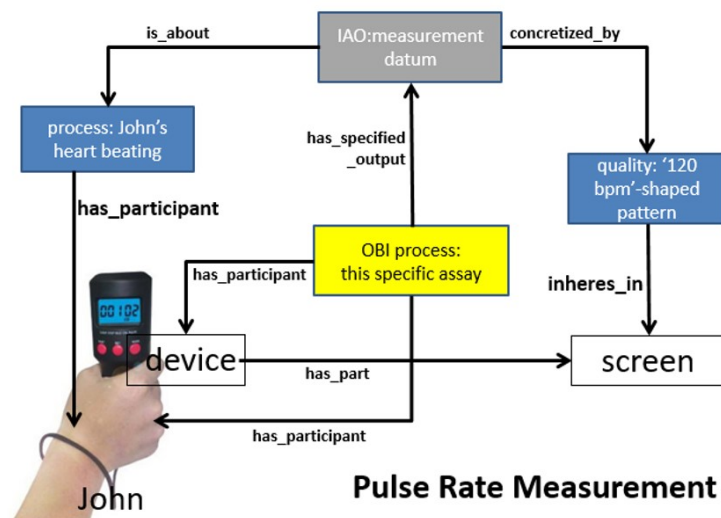 is_about
IAO:measurement
datum
concretized_by
process: John's
heart beating
has_specified
_output
quality: '120
bpm'-shaped
pattern
has_participant
OBI process:
this specific assay
has_participant
inheres_in
00102
device
has_part
screen
has_participant
John
Pulse Rate Measurement